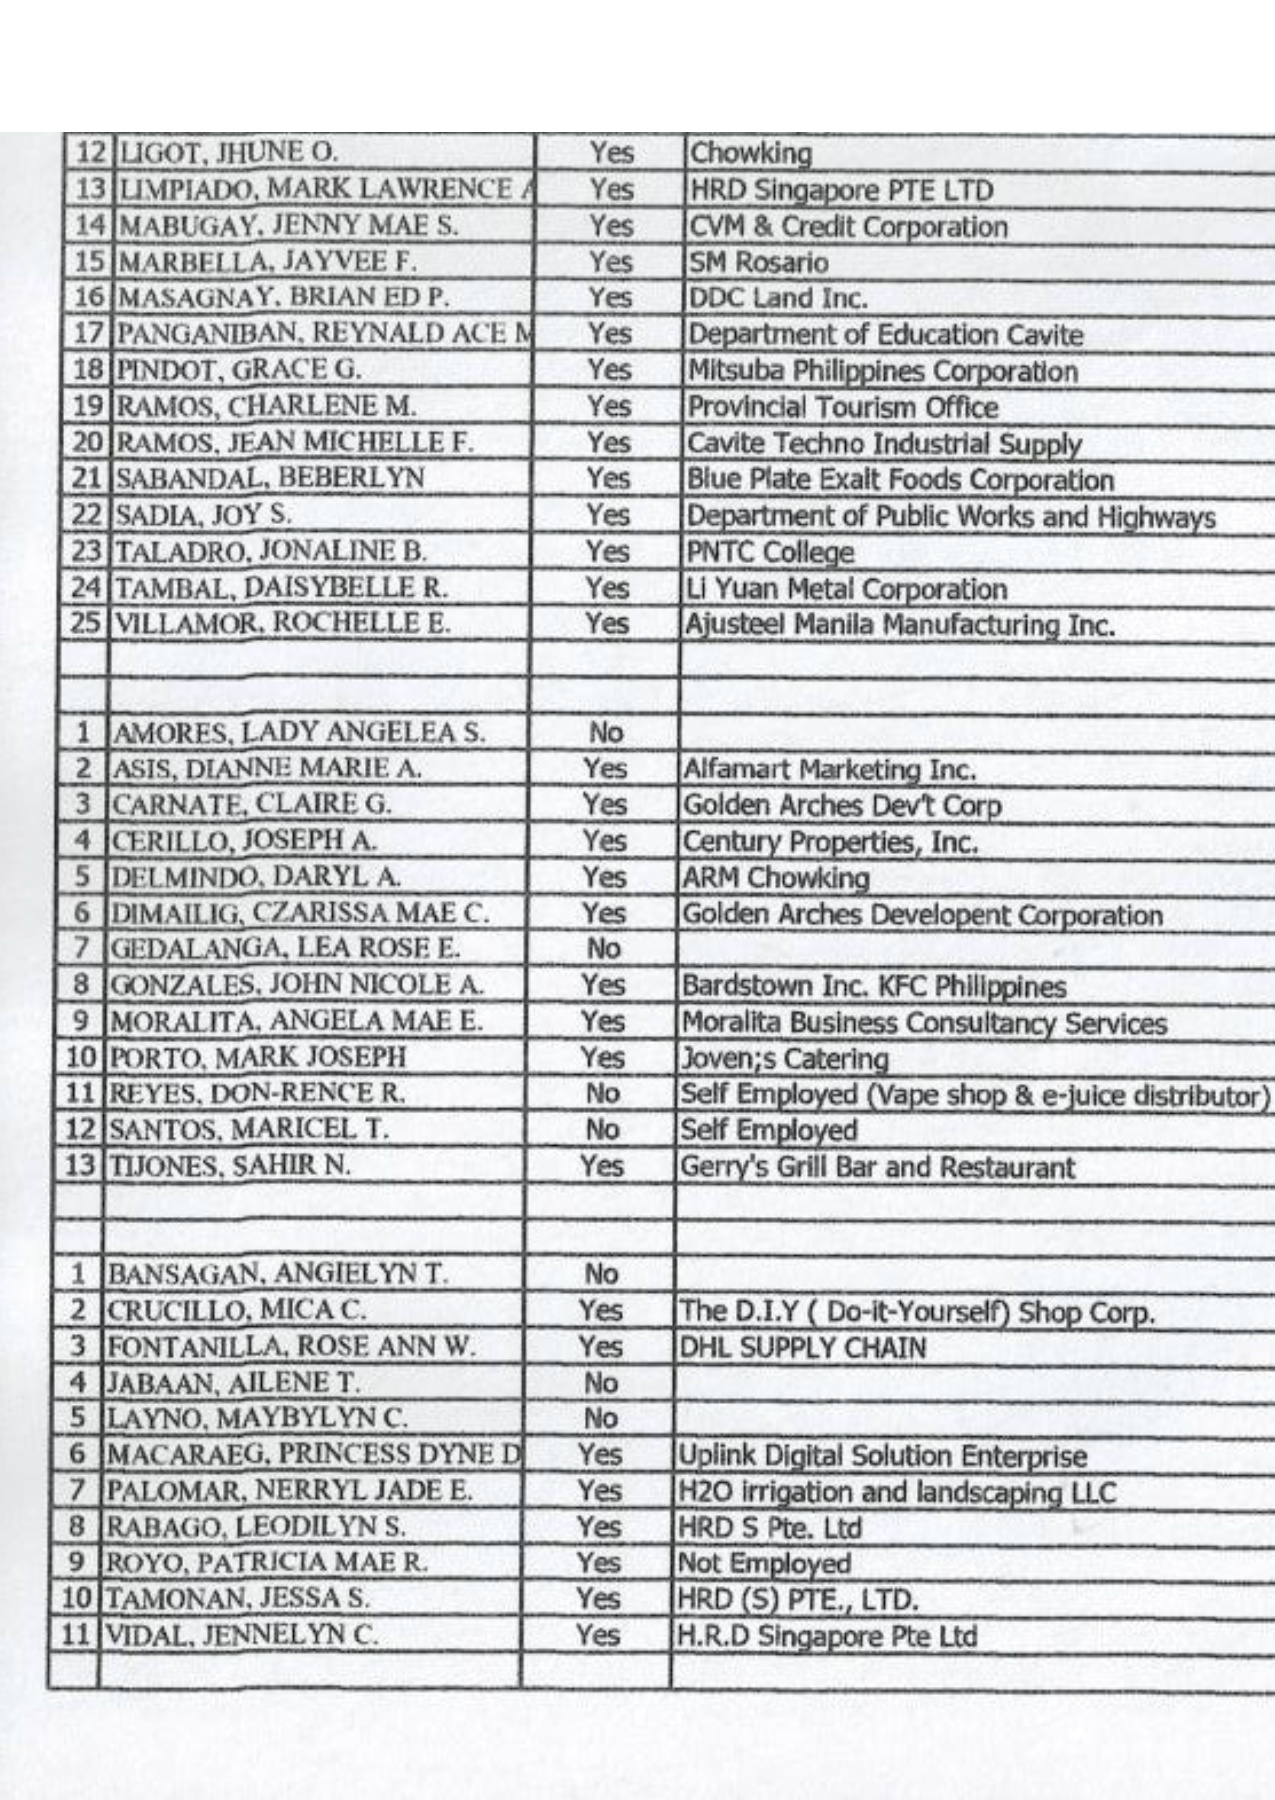 12 LIGOT, JHUNE O. Yes Chowking
13 LIMPIADO, MARK LAWRENCE A Yes HRD Singapore PTE LTD
14 MABUGAY, JENNY MAE S. Yes CVM & Credit Corporation
15 MARBELLA, JAYVEE F. Yes SM Rosario
16 MASAGNAY, BRIAN ED P. Yes DDC Land Inc.
17 PANGANIBAN, REYNALD ACE M Yes Department of Education Cavite
18 PINDOT, GRACE G. Yes Mitsuba Philippines Corporation
19 RAMOS, CHARLENE M. Yes Provincial Tourism Office
20 RAMOS, JEAN MICHELLE F. Yes Cavite Techno Industrial Supply
21 SABANDAL, BEBERLYN Yes Blue Plate Exalt Foods Corporation
22 SADIA, JOY S. Yes Department of Public Works and Highways
23 TALADRO, JONALINE B. Yes PNTC College
24 TAMBAL, DAISYBELLE R. Yes Li Yuan Metal Corporation
25 VILLAMOR, ROCHELLE E. Yes Ajusteel Manila Manufacturing Inc.
1 AMORES, LADY ANGELEA S. No
2 ASIS, DIANNE MARIE A. Yes Alfamart Marketing Inc.
3 CARNATE, CLAIRE G. Yes Golden Arches Dev't Corp
4 CERILLO, JOSEPH A. Yes Century Properties, Inc.
5 DELMINDO, DARYL A. Yes ARM Chowking
6 DIMAILIG, CZARISSA MAE C. Yes Golden Arches Developent Corporation
7 GEDALANGA, LEA ROSE E. No
8 GONZALES, JOHN NICOLE A. Yes Bardstown Inc. KFC Philippines
9 MORALITA, ANGELA MAE E. Yes Moralita Business Consultancy Services
10 PORTO, MARK JOSEPH Yes Joven;s Catering
11 REYES, DON-RENCE R. No Self Employed (Vape shop & e-juice distributor)
12 SANTOS, MARICEL T. No Self Employed
13 TIJONES, SAHIR N. Yes Gerry's Grill Bar and Restaurant
1 BANSAGAN, ANGIELYN T. No
2 CRUCILLO, MICA C. Yes The D.I.Y ( Do-it-Yourself) Shop Corp.
3 FONTANILLA, ROSE ANN W. Yes DHL SUPPLY CHAIN
4 JABAAN, AILENE T. No
5 LAYNO, MAYBYLYN C. No
6 MACARAEG, PRINCESS DYNE D Yes Uplink Digital Solution Enterprise
7 PALOMAR, NERRYL JADE E. Yes H2O irrigation and landscaping LLC
8 RABAGO, LEODILYN S. Yes HRD S Pte. Ltd
9 ROYO, PATRICIA MAE R. Yes Not Employed
10 TAMONAN, JESSA S. Yes HRD (S) PTE., LTD.
11 VIDAL, JENNELYN C. Yes H.R.D Singapore Pte Ltd